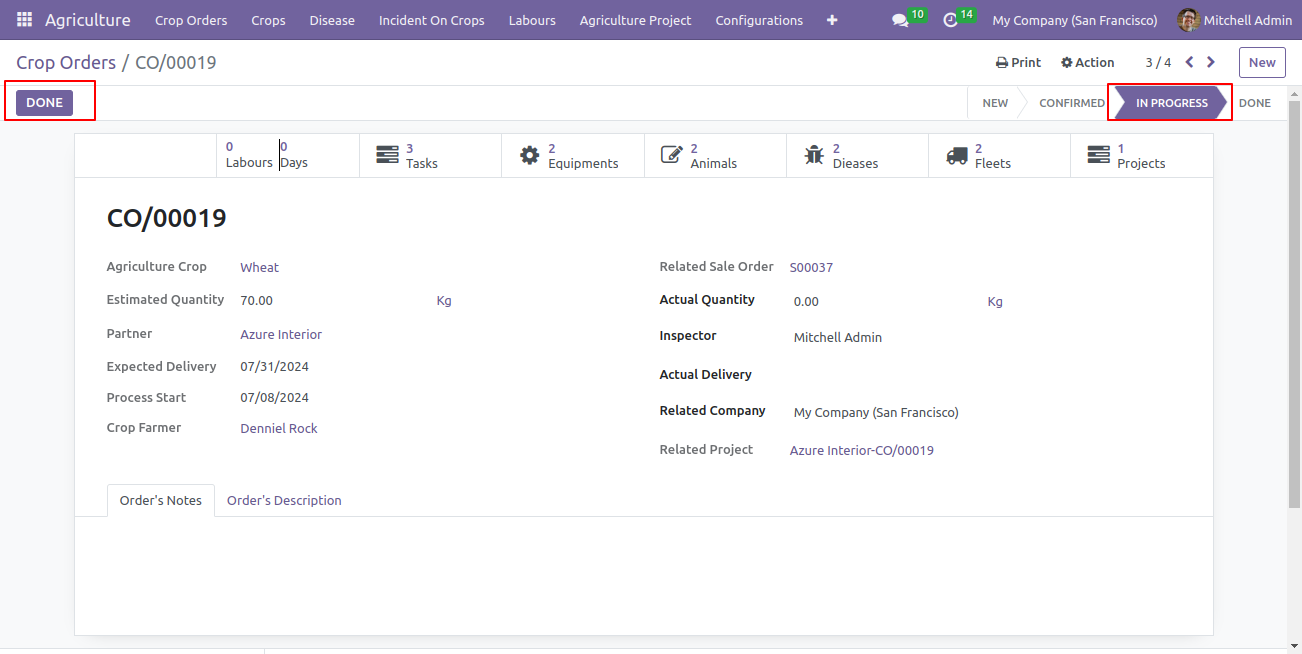 Agriculture Crop Orders Crops Disease Incident On Crops Labours Agriculture Project Configurations + 10 14 My Company (San Francisco) Mitchell Admin
Crop Orders / CO/00019 Print Action 3 / 4 New
DONE NEW CONFIRMED IN PROGRESS DONE
0 Labours 0 Days 3 Tasks 2 Equipments 2 Animals 2 Dieases 2 Fleets 1 Projects
CO/00019
Agriculture Crop Wheat Related Sale Order S00037
Estimated Quantity 70.00 Kg Actual Quantity 0.00 Kg
Partner Azure Interior Inspector Mitchell Admin
Expected Delivery 07/31/2024 Actual Delivery
Process Start 07/08/2024 Related Company My Company (San Francisco)
Crop Farmer Denniel Rock Related Project Azure Interior-CO/00019
Order's Notes Order's Description